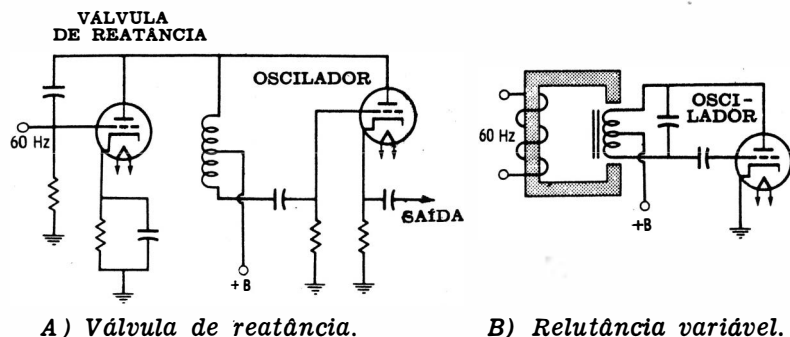 VÁLVULA
DE REATÂNCIA
OSCILADOR
60 Hz
+B
SAÍDA
A) Válvula de reatância.
60 Hz
OSCI-
LADOR
+B
B) Relutância variável.